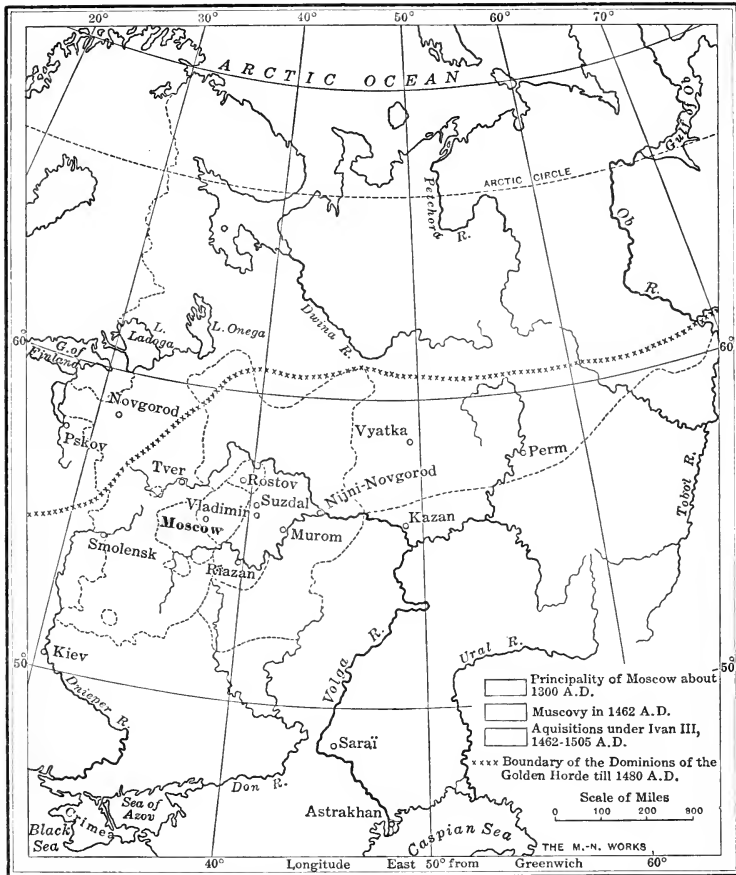 20° 30° 40° 50° 60° 70°
ARCTIC OCEAN
Gulf of Ob
ARCTIC CIRCLE
Petchora R.
Ob R.
Dwina R.
L. Onega
L. Ladoga
60°
60°
G. of Finland
Novgorod
Pskov
Vyatka
Perm
Tver
Rostov
Nijni-Novgorod
Tobol R.
Vladimir
Suzdal
Moscow
Kazan
Murom
Smolensk
Riazan
50°
50°
Kiev
Volga R.
Ural R.
Dnieper R.
Saraï
Don R.
Astrakhan
Sea of Azov
Crimea
Black Sea
Caspian Sea
Principality of Moscow about
1300 A.D.
Muscovy in 1462 A.D.
Aquisitions under Ivan III,
1462-1505 A.D.
xxxx Boundary of the Dominions of the
Golden Horde till 1480 A.D.
Scale of Miles
0 100 200 300
THE M.-N. WORKS
40° Longitude East 50° from Greenwich 60°